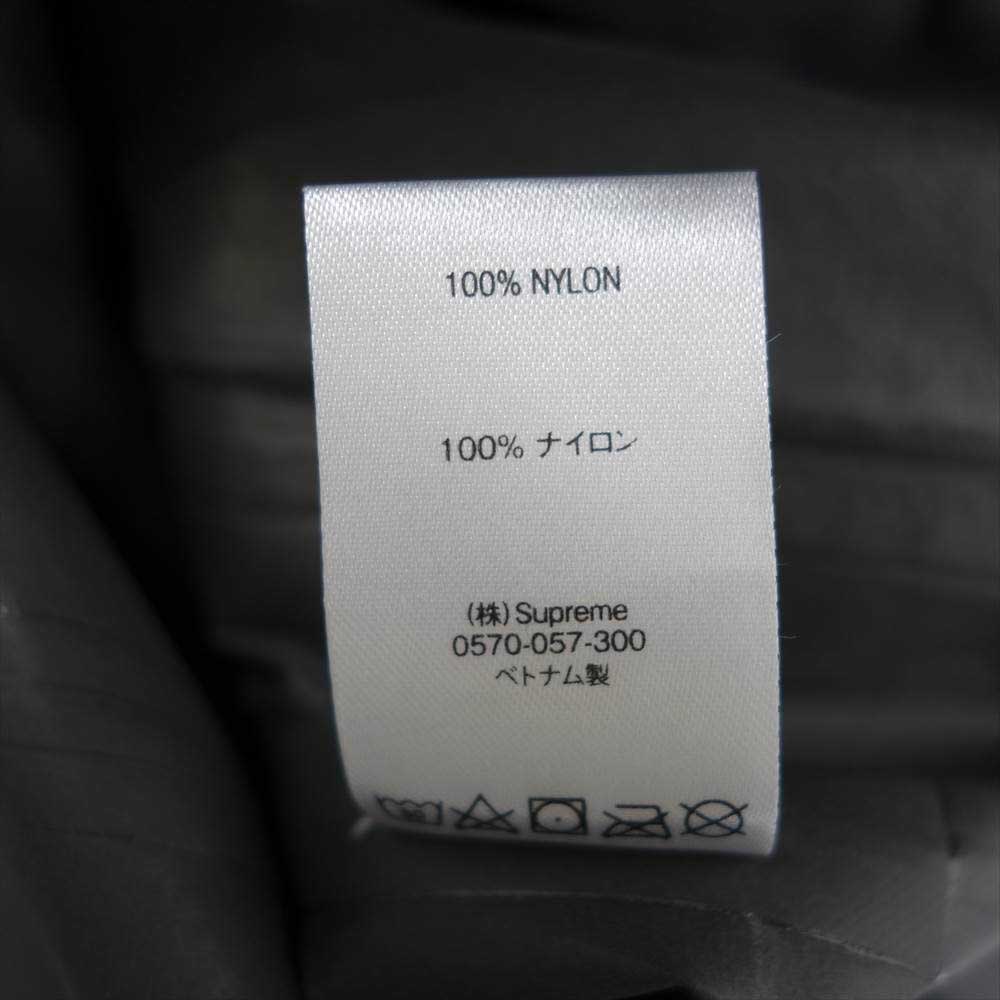 100% NYLON
100% ナイロン
(株)Supreme
0570-057-300
ベトナム製